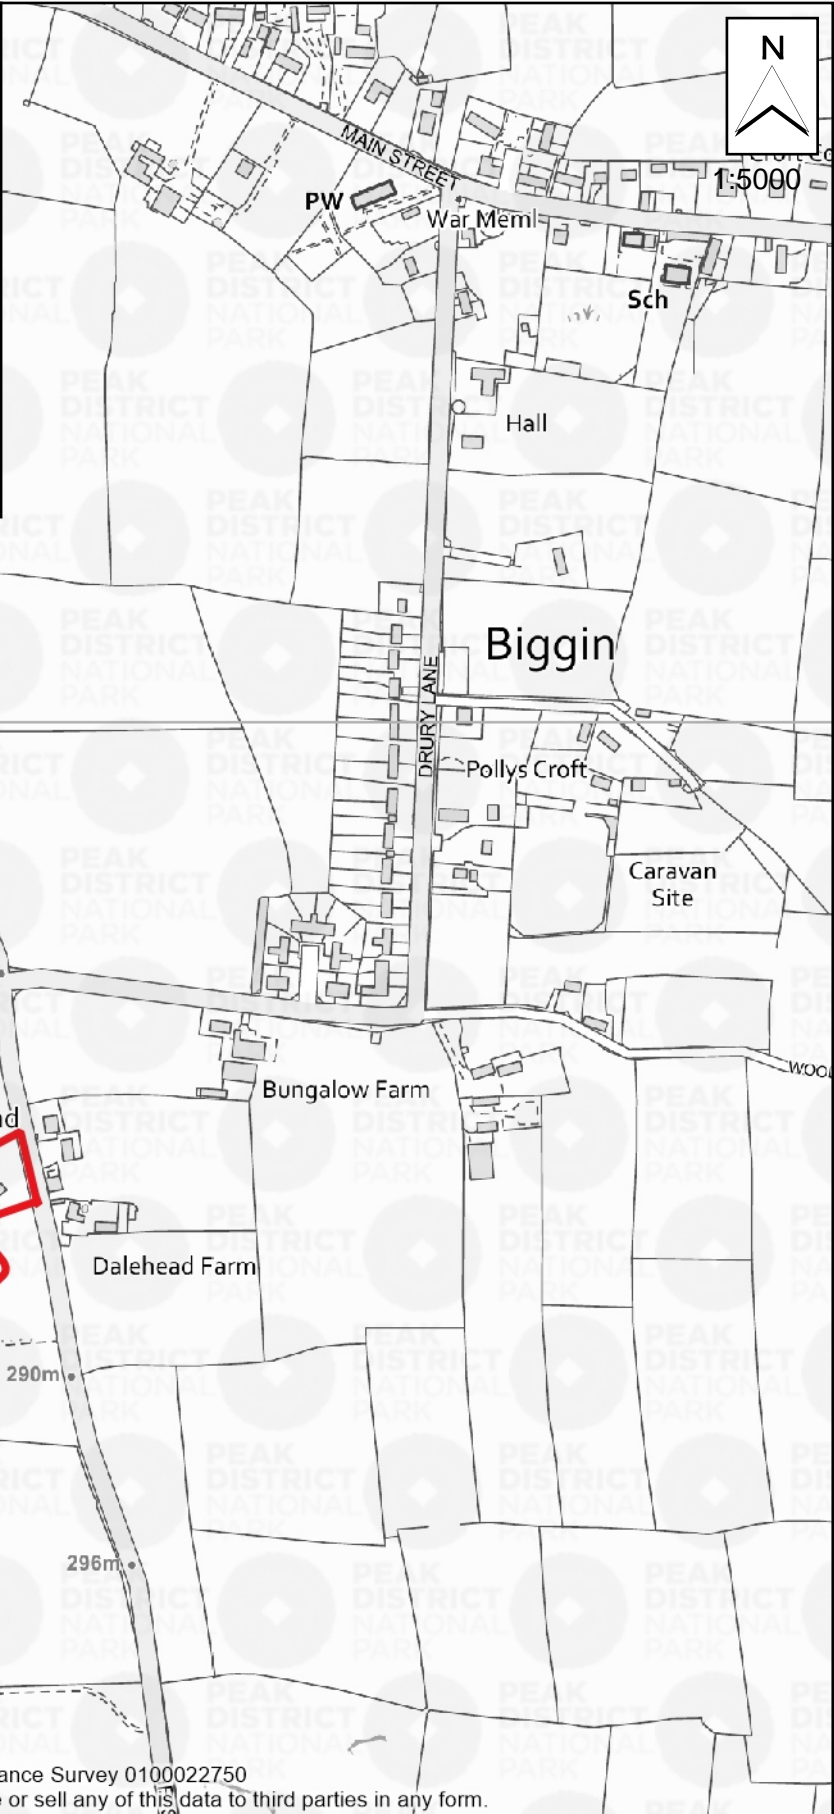 N
1:5000
MAIN STREET
PW
War Meml
Sch
Hall
Biggin
DRURY LANE
Pollys Croft
Caravan
Site
Bungalow Farm
Dalehead Farm
290m
296m
ance Survey 0100022750
or sell any of this data to third parties in any form.
PEAK
DISTRICT
NATIONAL
PARK